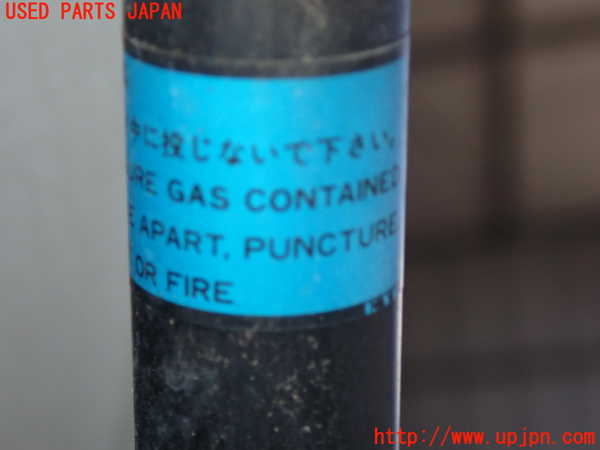 USED PARTS JAPAN
中に投じないで下さい。
URE GAS CONTAINED
E APART, PUNCTURE
OR FIRE
http://www.upjpn.com/